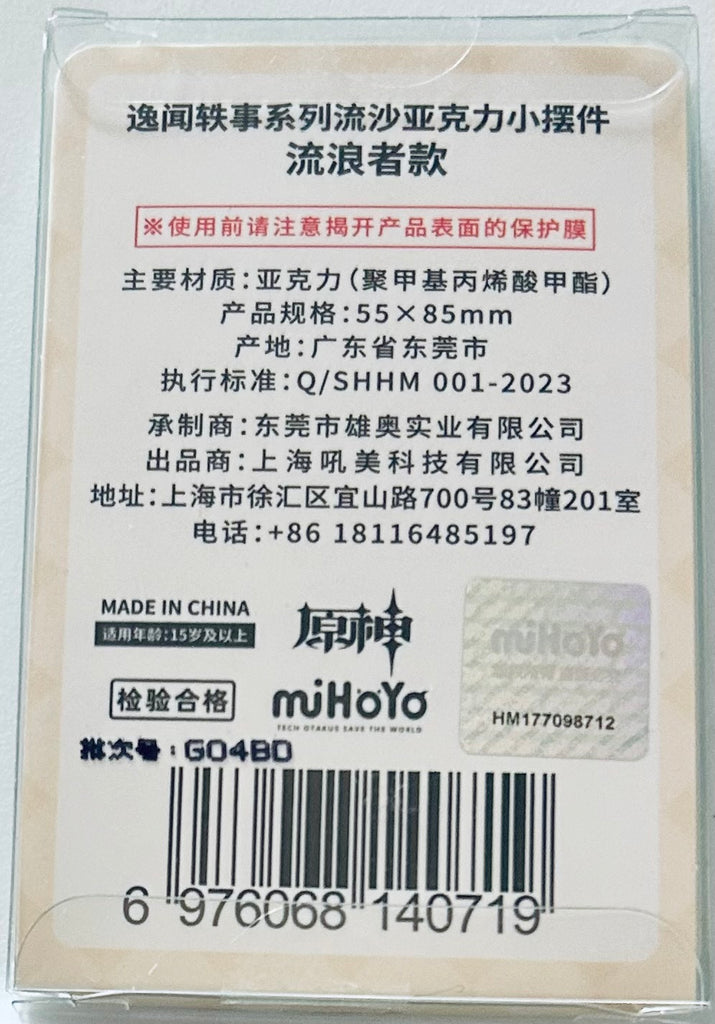 逸闻轶事系列流沙亚克力小摆件
流浪者款
※使用前请注意揭开产品表面的保护膜
主要材质:亚克力(聚甲基丙烯酸甲酯)
产品规格:55×85mm
产地:广东省东莞市
执行标准:Q/SHHM 001-2023
承制商:东莞市雄奥实业有限公司
出品商:上海吼美科技有限公司
地址:上海市徐汇区宜山路700号83幢201室
电话:+86 18116485197
MADE IN CHINA
适用年龄:15岁及以上
原神
检验合格
miHoYo
TECH OTAKUS SAVE THE WORLD
HM177098712
批次号:G04BD
6 976068 140719